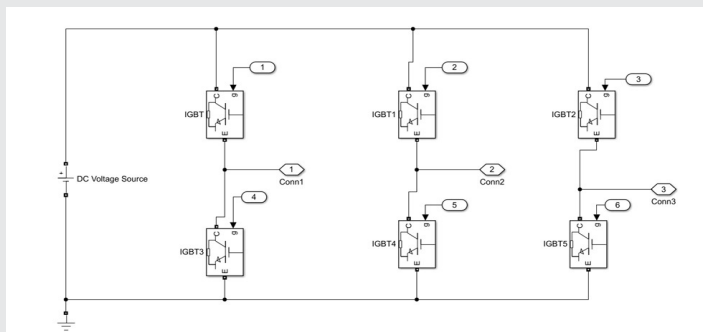 1
2
3
C
g
IGBT
E
C
g
IGBT1
E
C
g
IGBT2
E
+
DC Voltage Source
1
Conn1
2
Conn2
3
Conn3
4
5
6
C
g
IGBT3
E
C
g
IGBT4
E
C
g
IGBT5
E